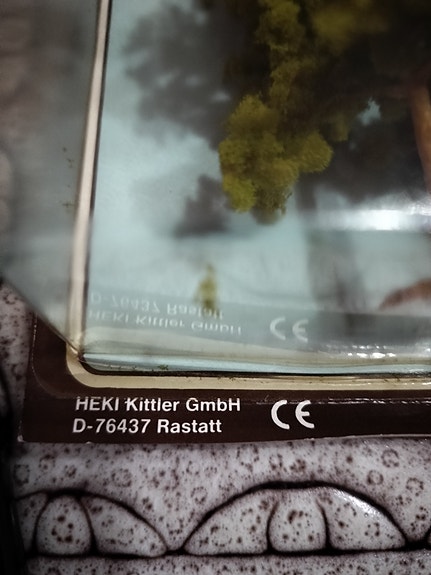 HEKI Kittler GmbH
D-76437 Rastatt
CE